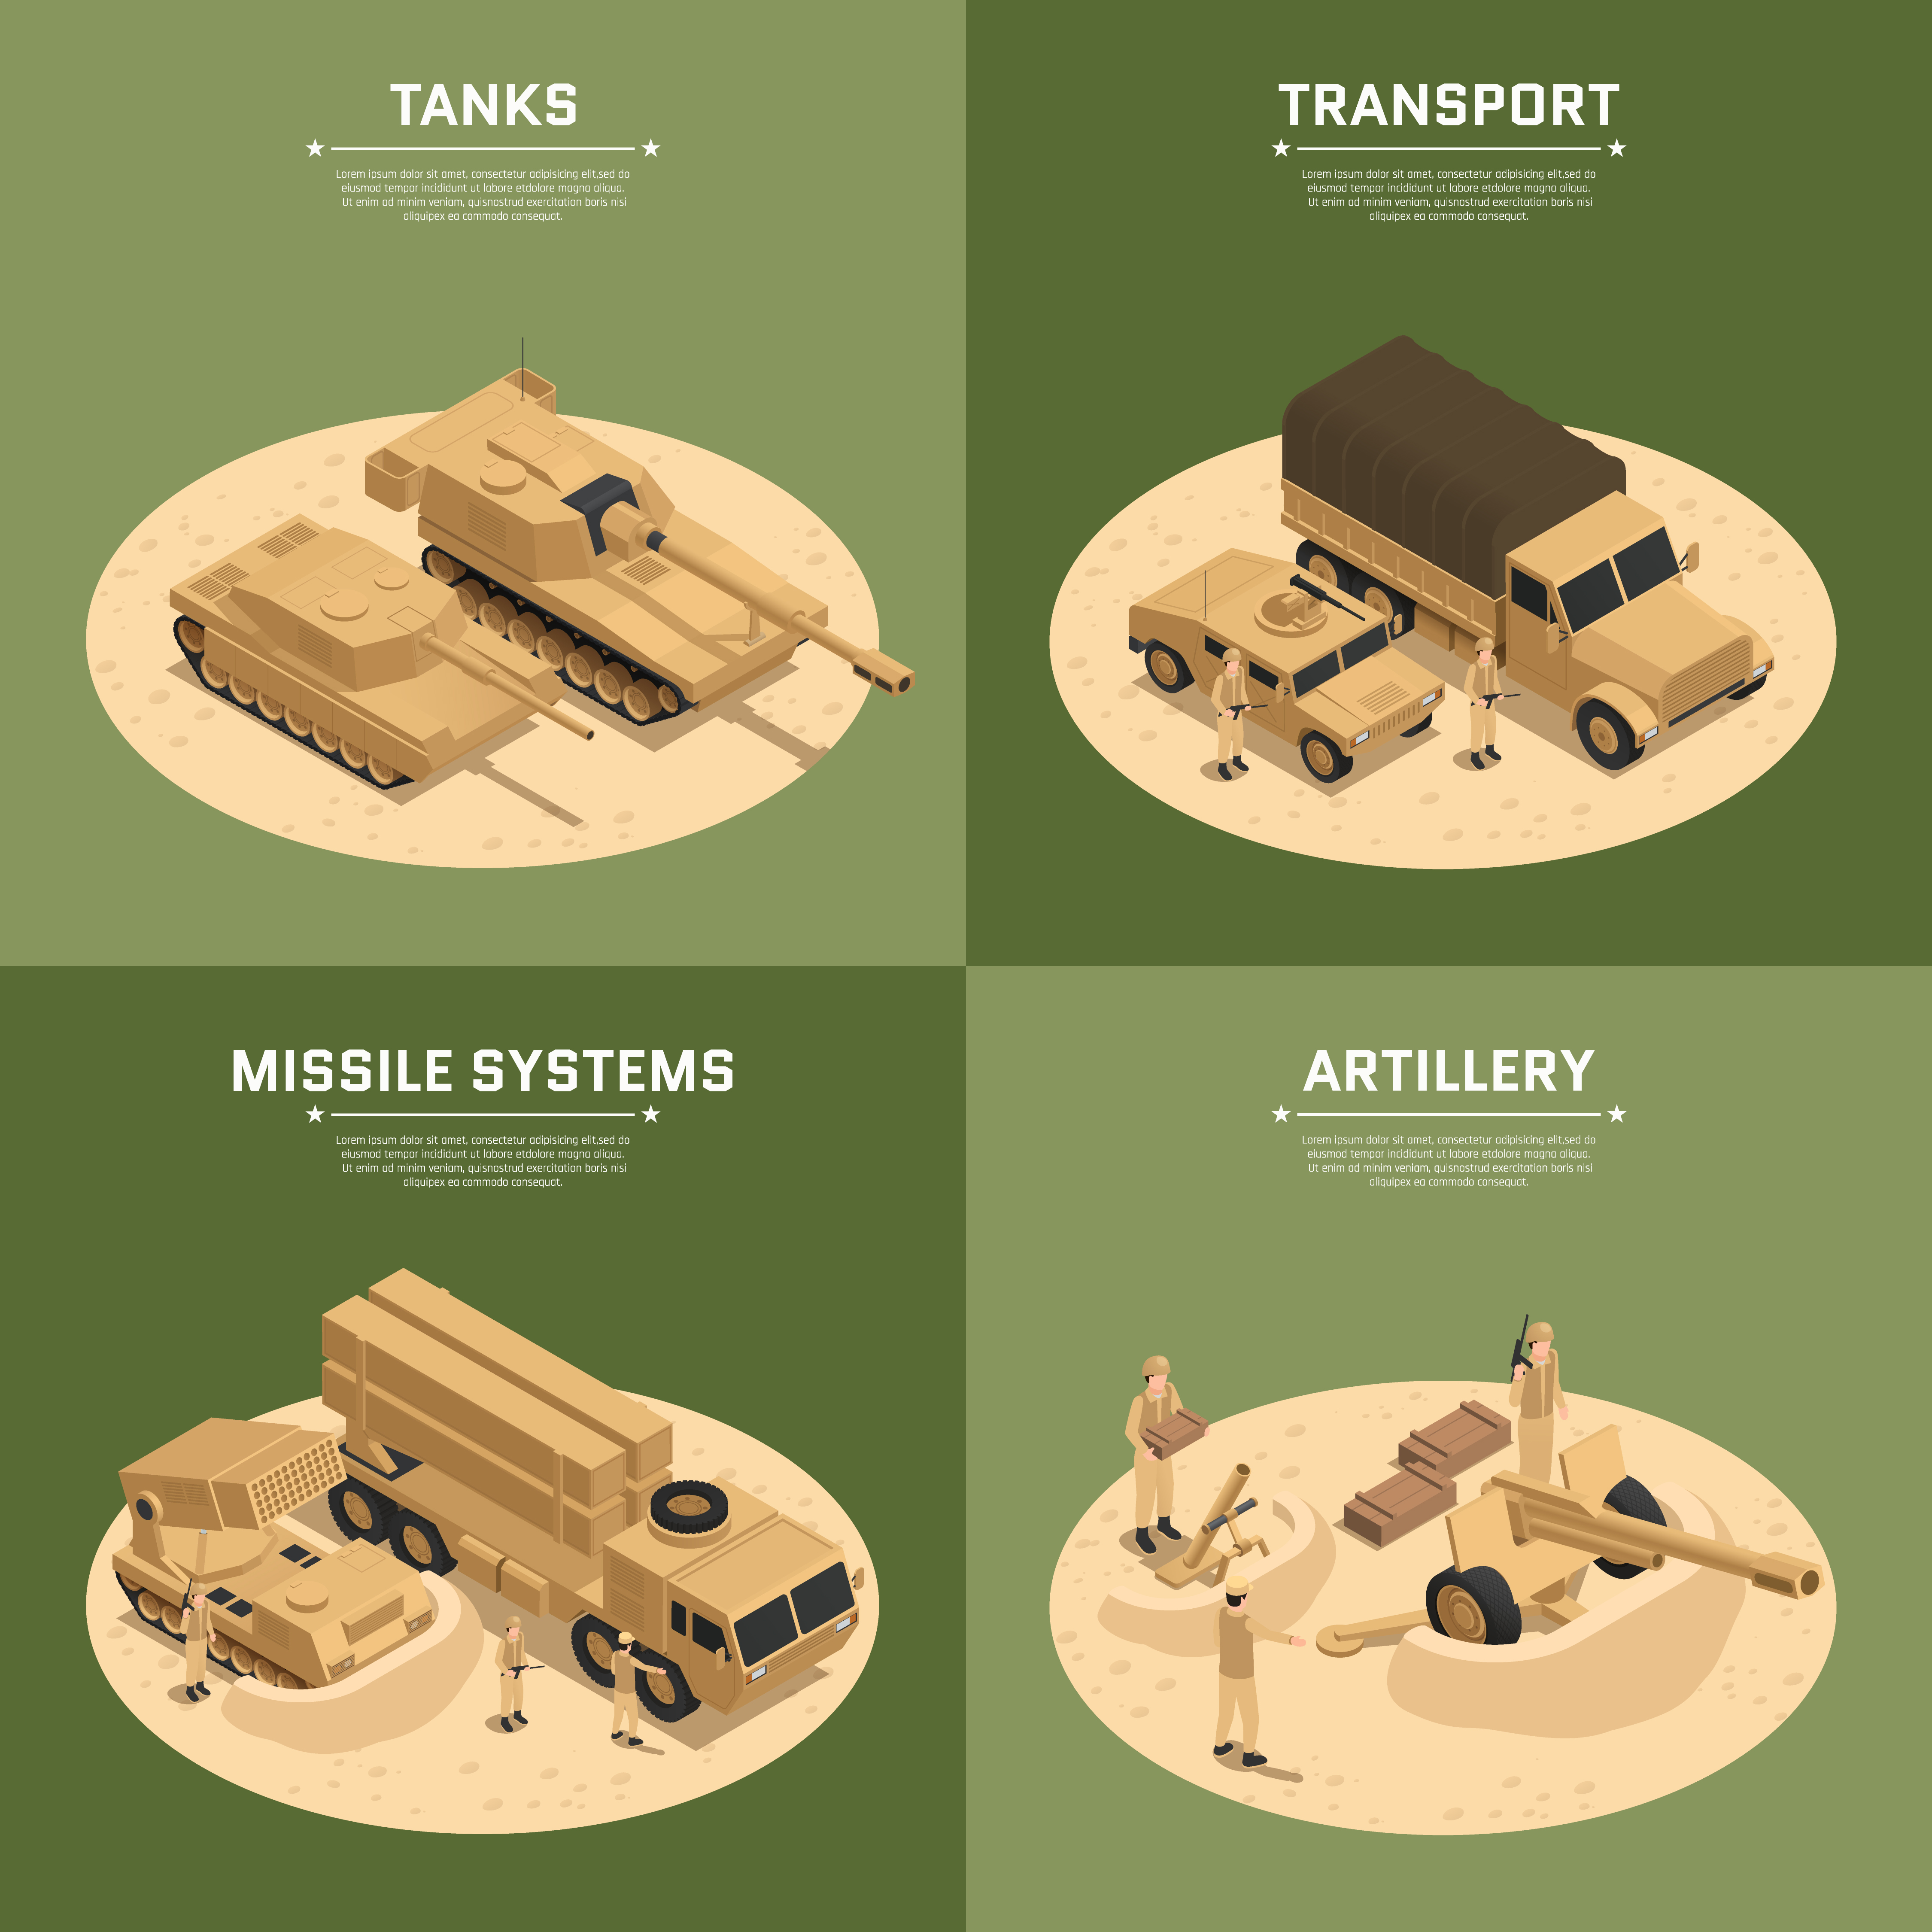 TANKS
Lorem ipsum dolor sit amet, consectetur adipisicing elit,sed do
eiusmod tempor incididunt ut labore etdolore magna aliqua.
Ut enim ad minim veniam, quisnostrud exercitation boris nisi
aliquipex ea commodo consequat.
TRANSPORT
Lorem ipsum dolor sit amet, consectetur adipisicing elit,sed do
eiusmod tempor incididunt ut labore etdolore magna aliqua.
Ut enim ad minim veniam, quisnostrud exercitation boris nisi
aliquipex ea commodo consequat.
MISSILE SYSTEMS
Lorem ipsum dolor sit amet, consectetur adipisicing elit,sed do
eiusmod tempor incididunt ut labore etdolore magna aliqua.
Ut enim ad minim veniam, quisnostrud exercitation boris nisi
aliquipex ea commodo consequat.
ARTILLERY
Lorem ipsum dolor sit amet, consectetur adipisicing elit,sed do
eiusmod tempor incididunt ut labore etdolore magna aliqua.
Ut enim ad minim veniam, quisnostrud exercitation boris nisi
aliquipex ea commodo consequat.